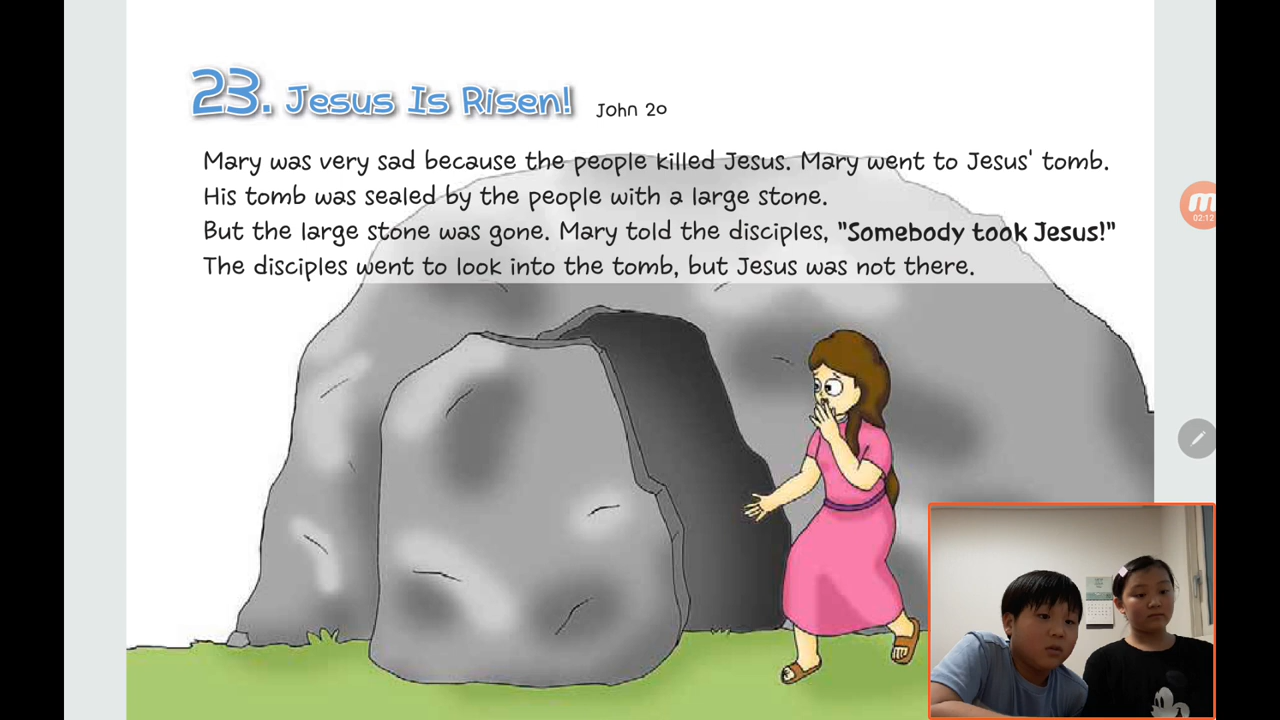 23. Jesus Is Risen! John 20
Mary was very sad because the people killed Jesus. Mary went to Jesus' tomb.
His tomb was sealed by the people with a large stone.
But the large stone was gone. Mary told the disciples, "Somebody took Jesus!"
The disciples went to look into the tomb, but Jesus was not there.
02:12